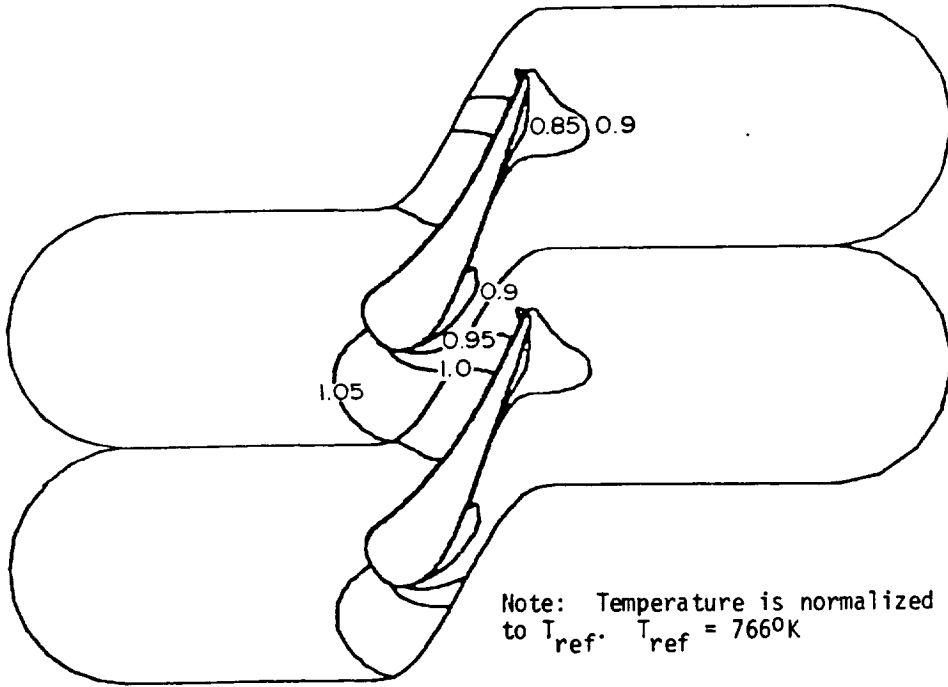 0.85 0.9
0.9
0.95
1.0
1.05
Note: Temperature is normalized
to Tref. Tref = 766ºK